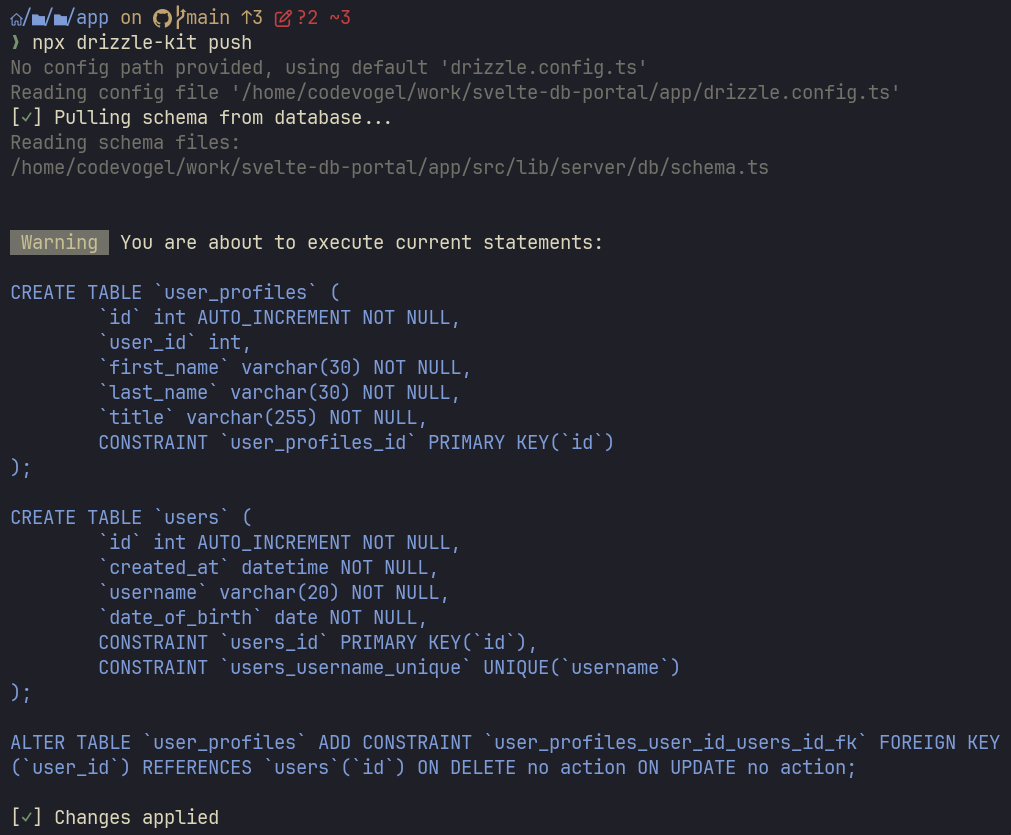 /app on main ↑3 ?2 ~3
❱ npx drizzle-kit push
No config path provided, using default 'drizzle.config.ts'
Reading config file '/home/codevogel/work/svelte-db-portal/app/drizzle.config.ts'
[✓] Pulling schema from database...
Reading schema files:
/home/codevogel/work/svelte-db-portal/app/src/lib/server/db/schema.ts
Warning You are about to execute current statements:
CREATE TABLE `user_profiles` (
`id` int AUTO_INCREMENT NOT NULL,
`user_id` int,
`first_name` varchar(30) NOT NULL,
`last_name` varchar(30) NOT NULL,
`title` varchar(255) NOT NULL,
CONSTRAINT `user_profiles_id` PRIMARY KEY(`id`)
);
CREATE TABLE `users` (
`id` int AUTO_INCREMENT NOT NULL,
`created_at` datetime NOT NULL,
`username` varchar(20) NOT NULL,
`date_of_birth` date NOT NULL,
CONSTRAINT `users_id` PRIMARY KEY(`id`),
CONSTRAINT `users_username_unique` UNIQUE(`username`)
);
ALTER TABLE `user_profiles` ADD CONSTRAINT `user_profiles_user_id_users_id_fk` FOREIGN KEY
(`user_id`) REFERENCES `users`(`id`) ON DELETE no action ON UPDATE no action;
[✓] Changes applied